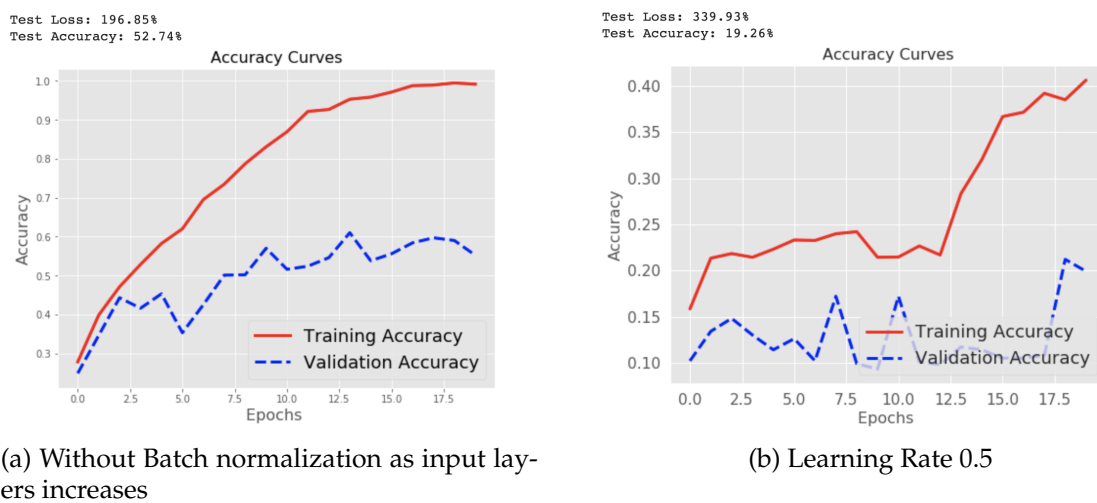 Test Loss: 196.85%
Test Accuracy: 52.74%
Accuracy Curves
1.0
0.9
0.8
0.7
0.6
0.5
0.4
0.3
Accuracy
Training Accuracy
Validation Accuracy
0.0 2.5 5.0 7.5 10.0 12.5 15.0 17.5
Epochs
(a) Without Batch normalization as input lay-
ers increases
Test Loss: 339.93%
Test Accuracy: 19.26%
Accuracy Curves
0.40
0.35
0.30
0.25
0.20
0.15
0.10
Accuracy
Training Accuracy
Validation Accuracy
0.0 2.5 5.0 7.5 10.0 12.5 15.0 17.5
Epochs
(b) Learning Rate 0.5